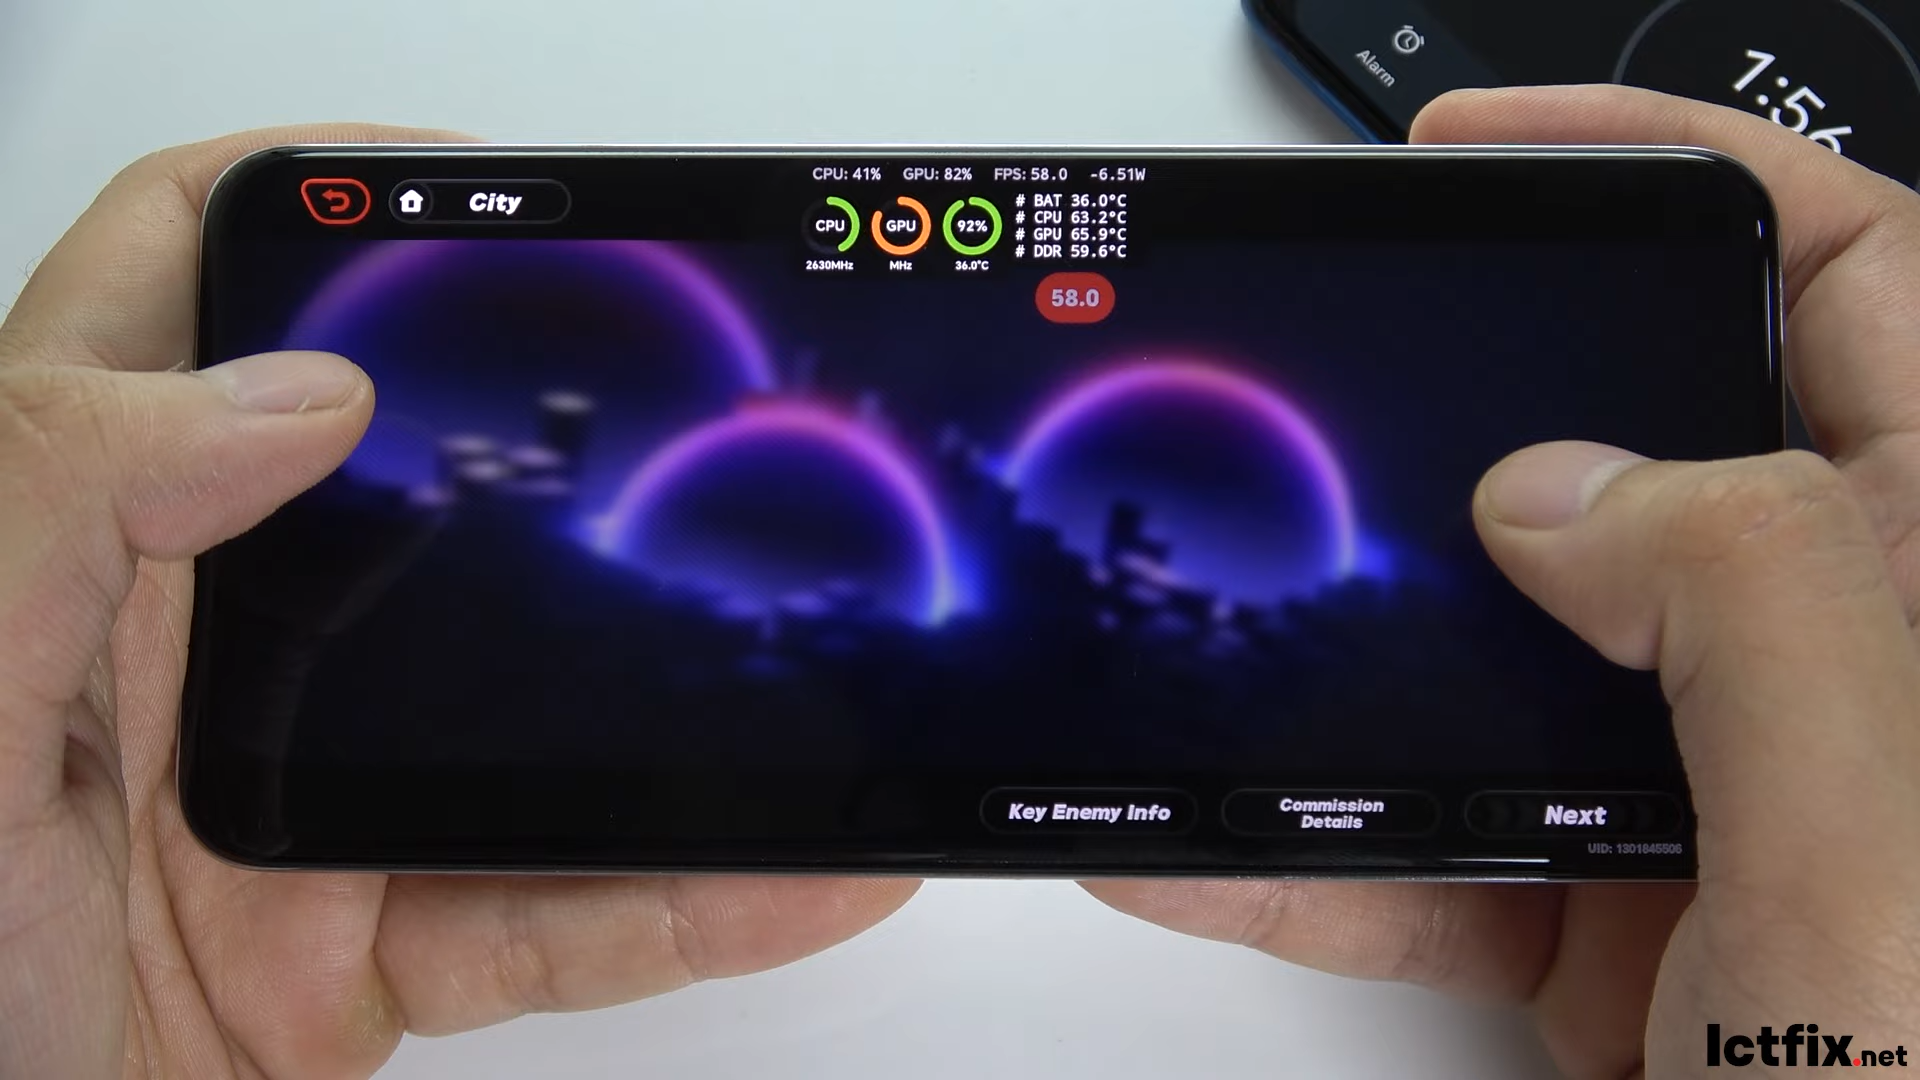 Alarm
1:56
City
CPU: 41% GPU: 82% FPS: 58.0 -6.51W
CPU GPU 92%
2630MHz MHz 36.0°C
# BAT 36.0°C
# CPU 63.2°C
# GPU 65.9°C
# DDR 59.6°C
58.0
Key Enemy Info
Commission
Details
Next
UID: 1301845506
Ictfix.net